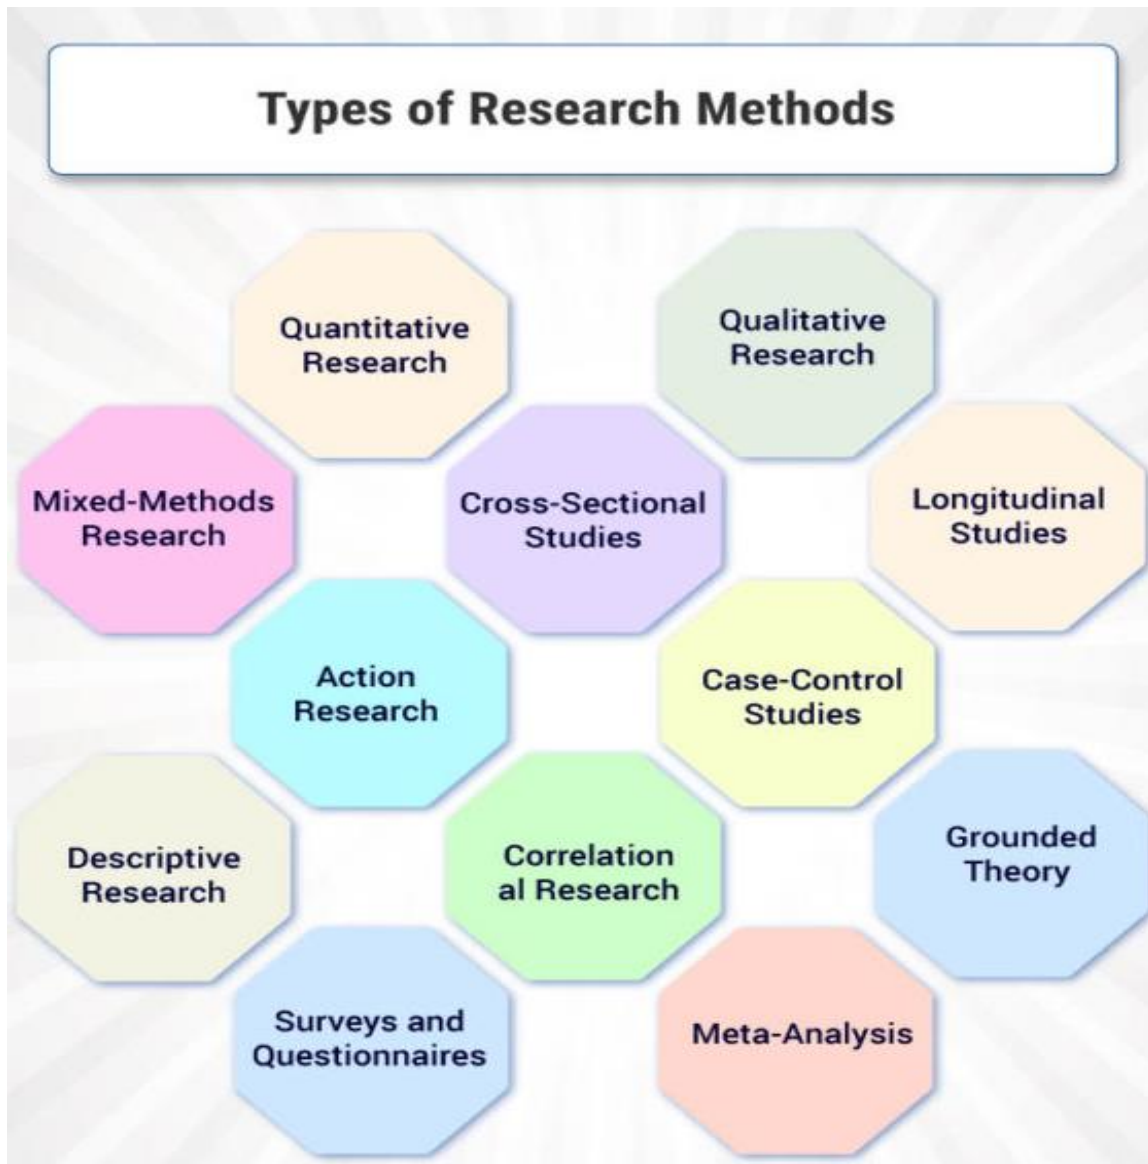 Types of Research Methods
Quantitative
Research
Qualitative
Research
Mixed-Methods
Research
Cross-Sectional
Studies
Longitudinal
Studies
Action
Research
Case-Control
Studies
Descriptive
Research
Correlation
al Research
Grounded
Theory
Surveys and
Questionnaires
Meta-Analysis